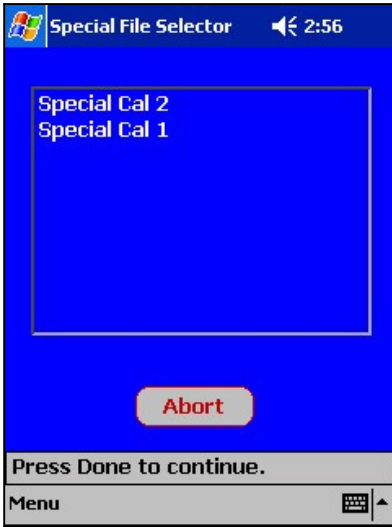 Special File Selector 2:56
Special Cal 2
Special Cal 1
Abort
Press Done to continue.
Menu